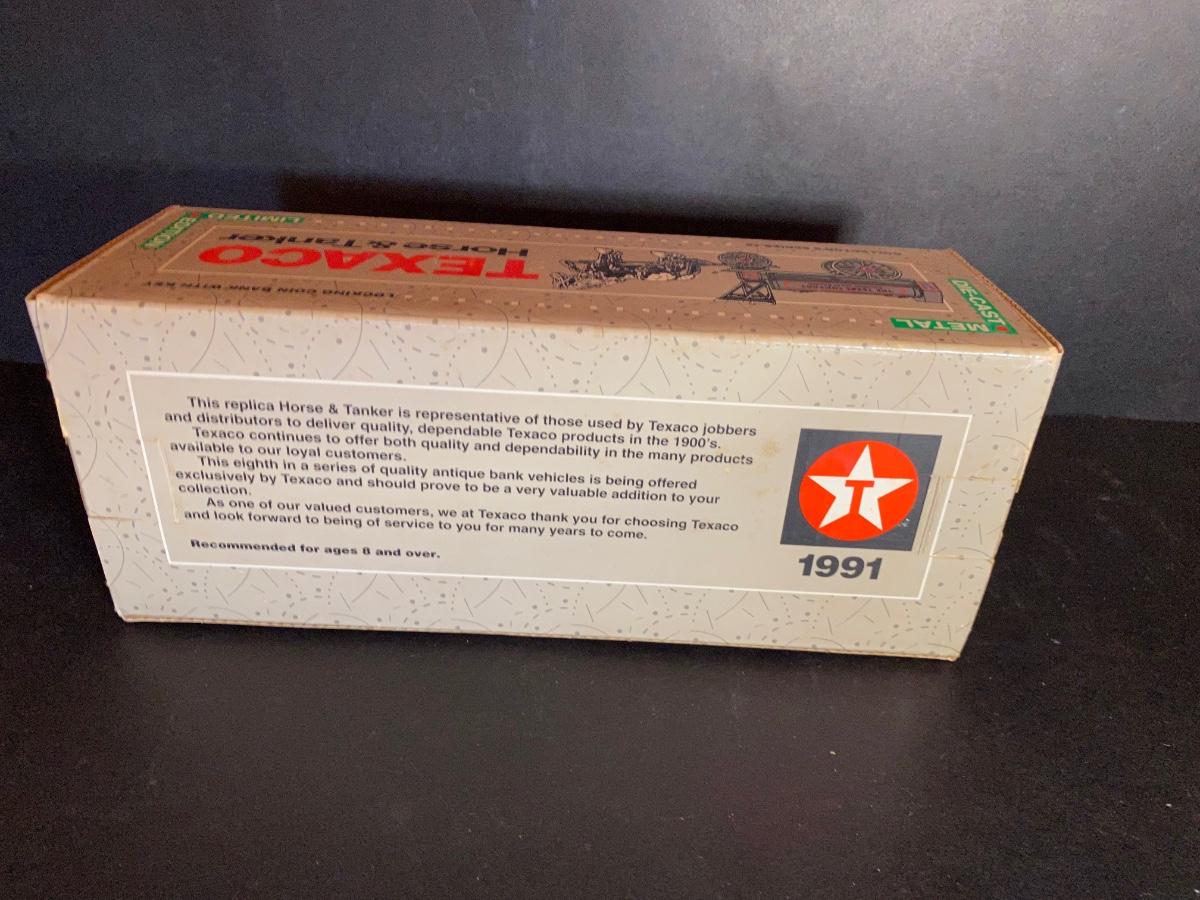 LIMITED
EDITION
TEXACO
Horse & Tanker
LOCKING COIN BANK WITH KEY
DIE-CAST
METAL
This replica Horse & Tanker is representative of those used by Texaco jobbers
and distributors to deliver quality, dependable Texaco products in the 1900's.
Texaco continues to offer both quality and dependability in the many products
available to our loyal customers.
This eighth in a series of quality antique bank vehicles is being offered
exclusively by Texaco and should prove to be a very valuable addition to your
collection.
As one of our valued customers, we at Texaco thank you for choosing Texaco
and look forward to being of service to you for many years to come.
Recommended for ages 8 and over.
T
1991